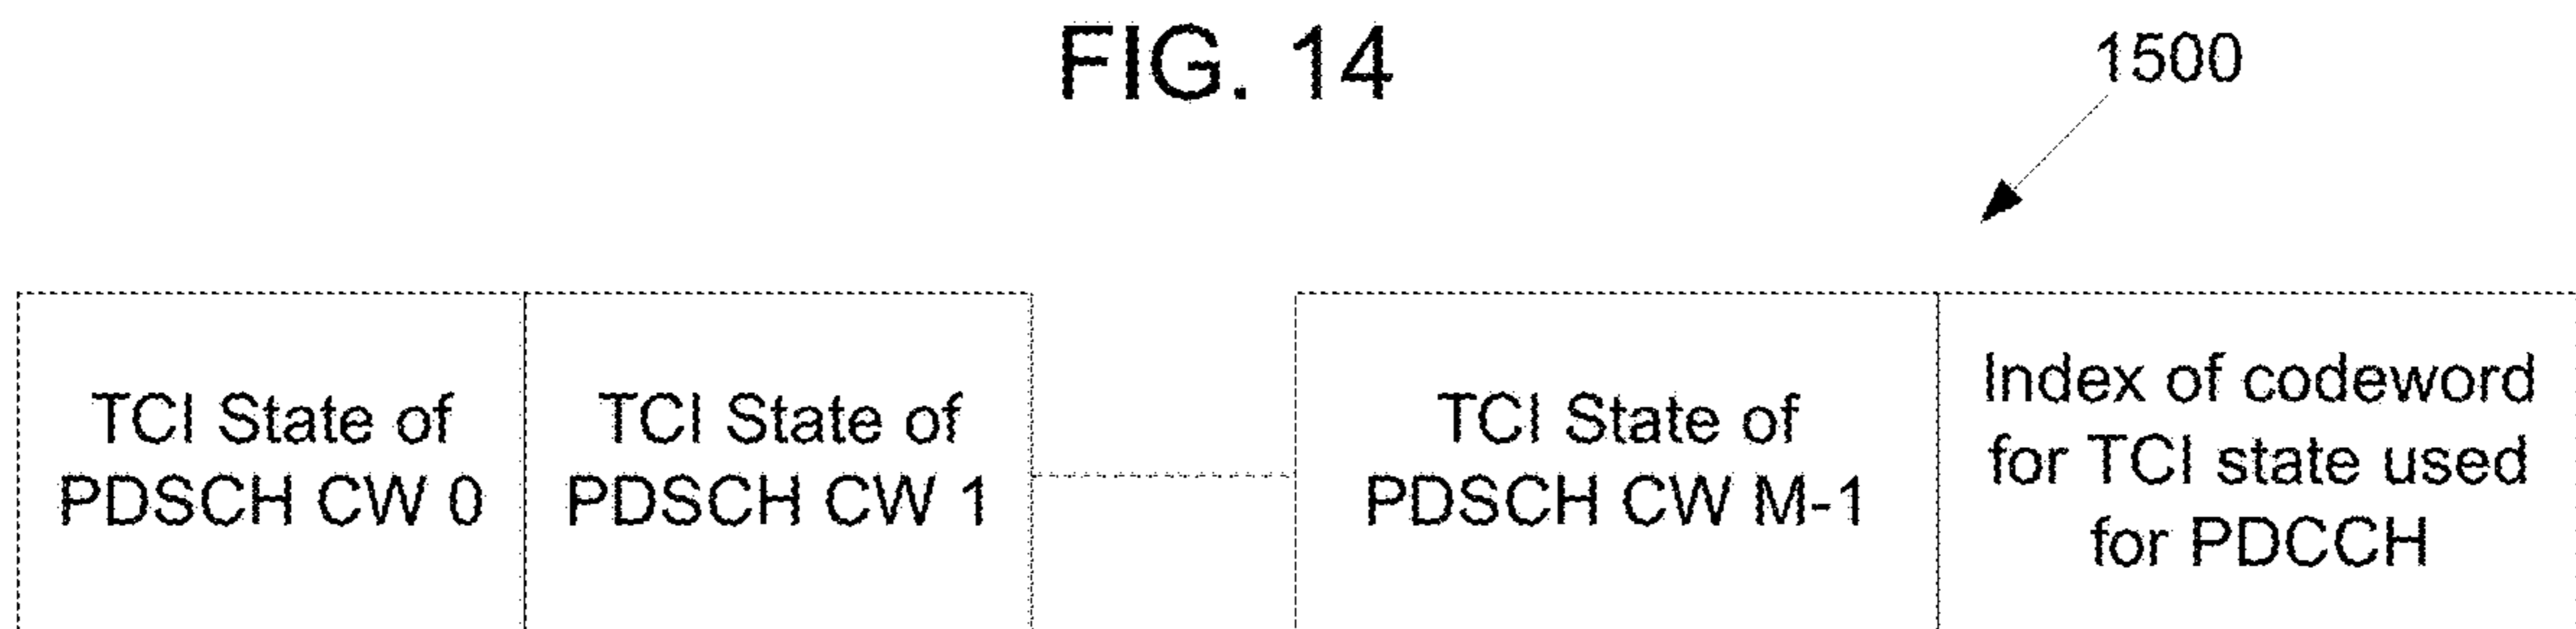 FIG. 14
1500
TCI State of
PDSCH CW 0
TCI State of
PDSCH CW 1
TCI State of
PDSCH CW M-1
Index of codeword
for TCI state used
for PDCCH